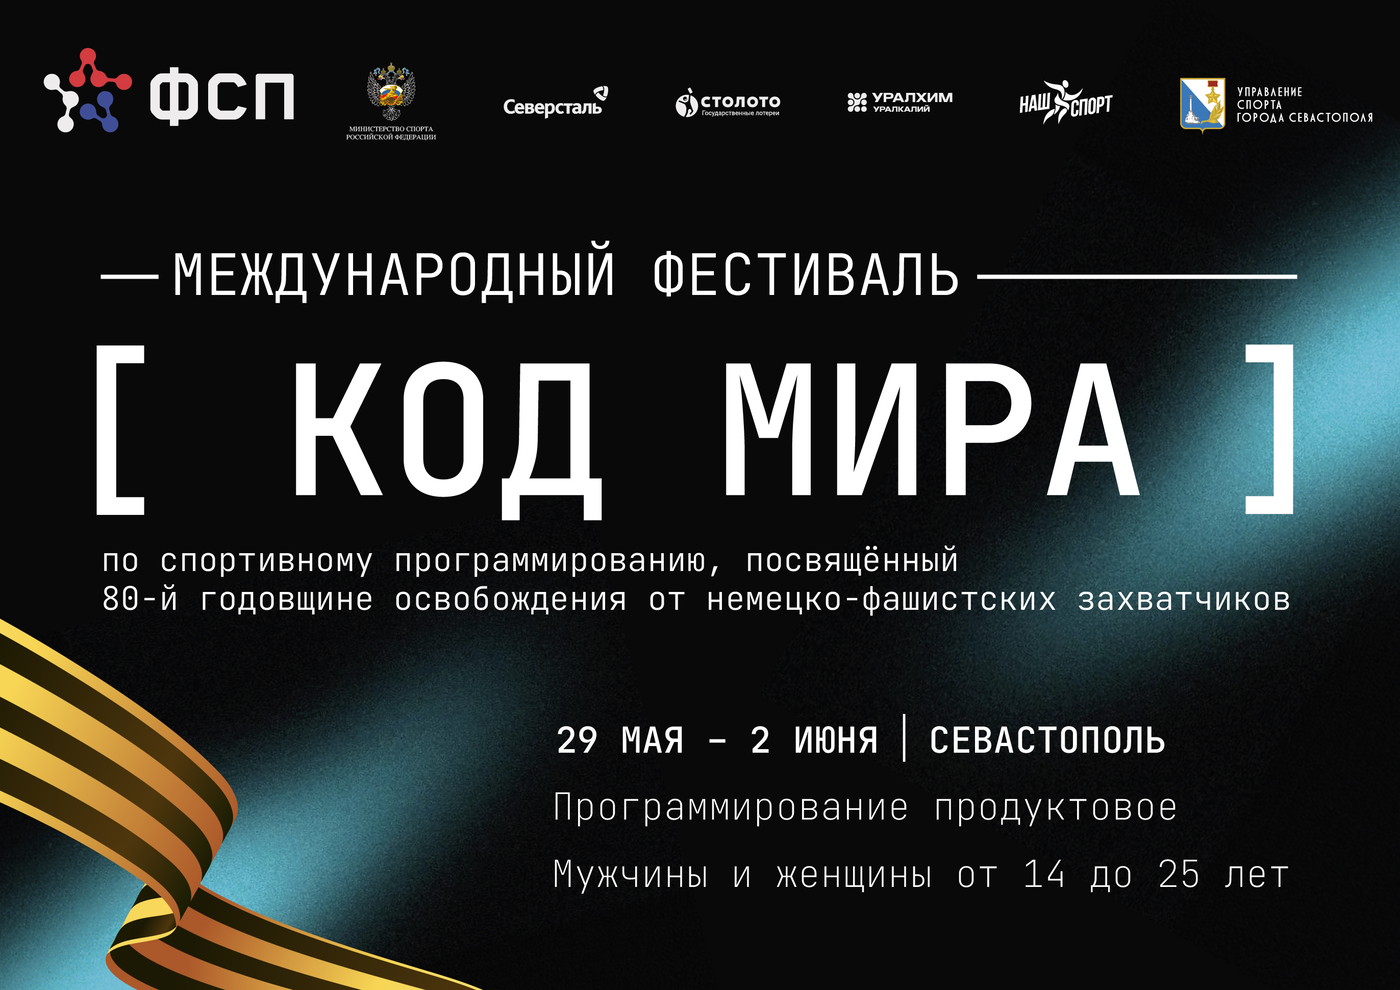 ФСП
МИНИСТЕРСТВО СПОРТА
РОССИЙСКОЙ ФЕДЕРАЦИИ
Северсталь
СТОЛОТО
Государственные лотереи
УРАЛХИМ
УРАЛКАЛИЙ
НАШ СПОРТ
УПРАВЛЕНИЕ
СПОРТА
ГОРОДА СЕВАСТОПОЛЯ
МЕЖДУНАРОДНЫЙ ФЕСТИВАЛЬ
[ КОД МИРА ]
по спортивному программированию, посвящённый
80-й годовщине освобождения от немецко-фашистских захватчиков
29 МАЯ – 2 ИЮНЯ | СЕВАСТОПОЛЬ
Программирование продуктовое
Мужчины и женщины от 14 до 25 лет